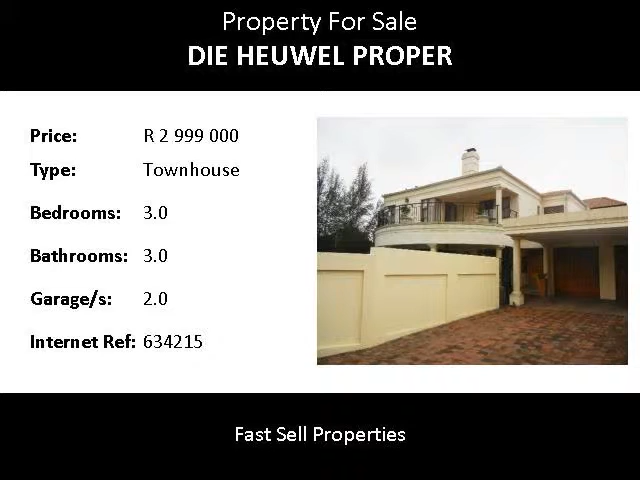 Property For Sale
DIE HEUWEL PROPER
Price: R 2 999 000
Type: Townhouse
Bedrooms: 3.0
Bathrooms: 3.0
Garage/s: 2.0
Internet Ref: 634215
Fast Sell Properties